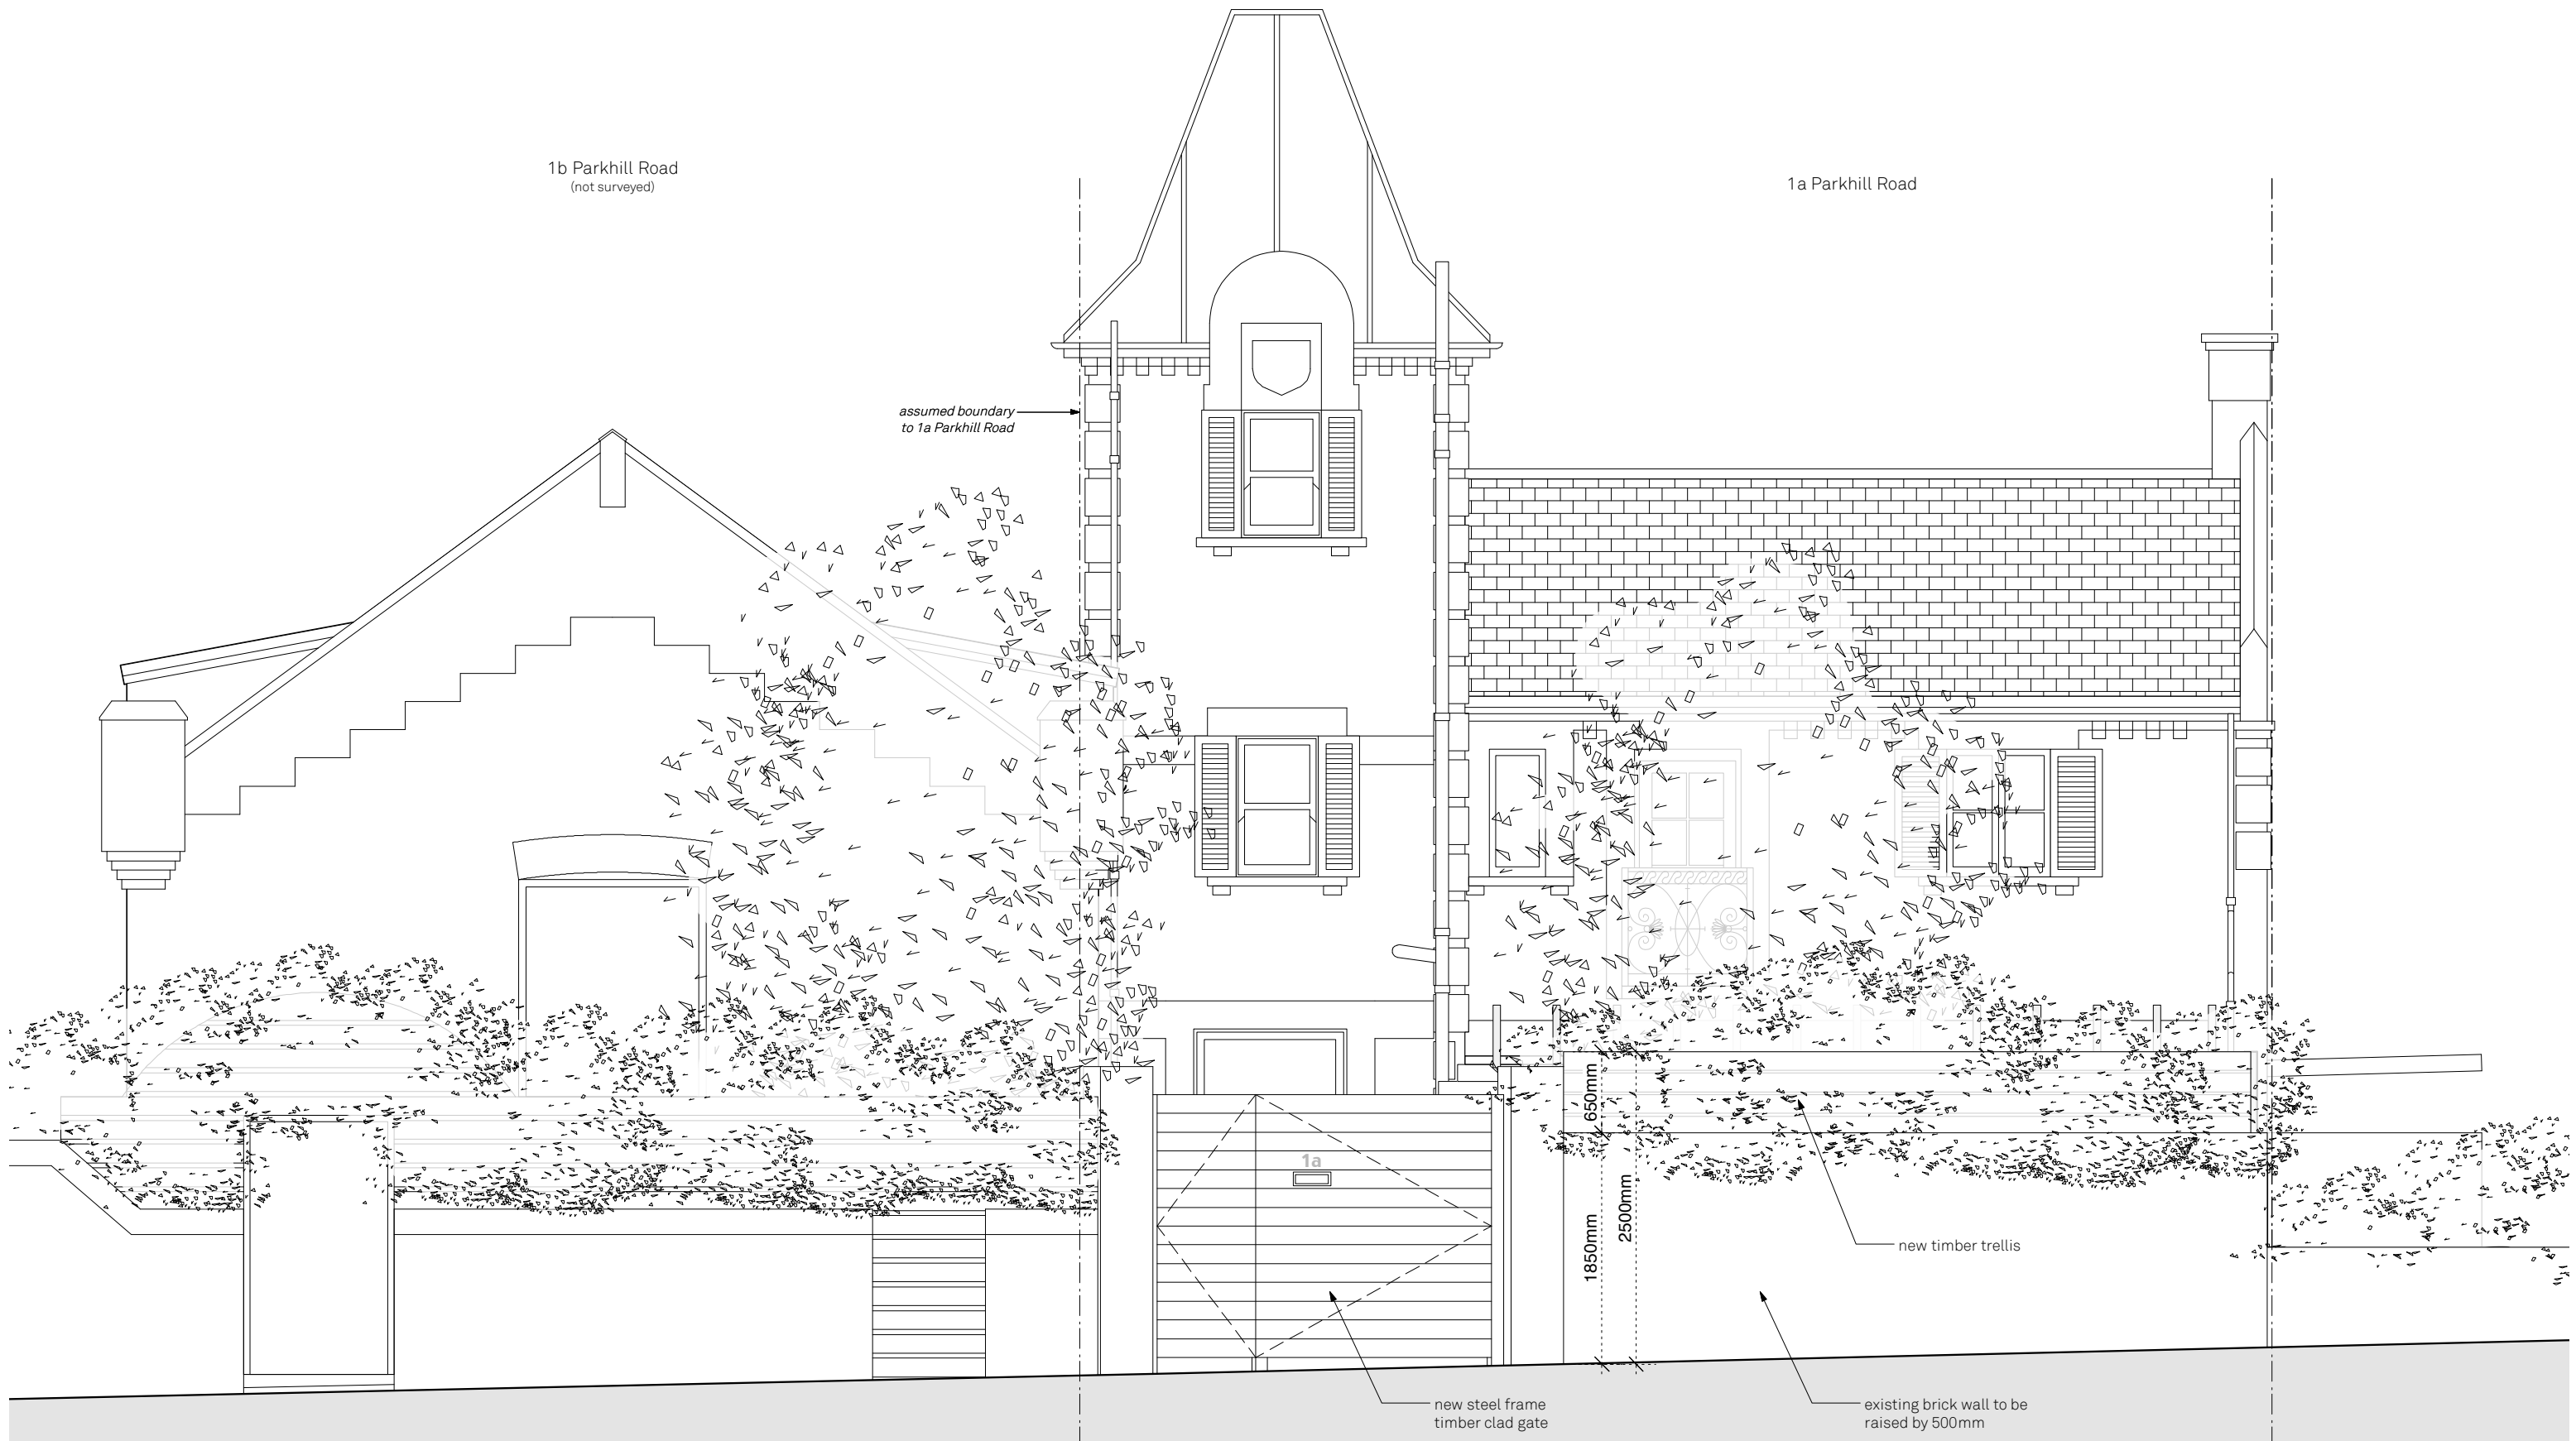 1b Parkhill Road
(not surveyed)
1a Parkhill Road
assumed boundary
to 1a Parkhill Road
650mm
1850mm
2500mm
1a
new timber trellis
new steel frame
timber clad gate
existing brick wall to be
raised by 500mm